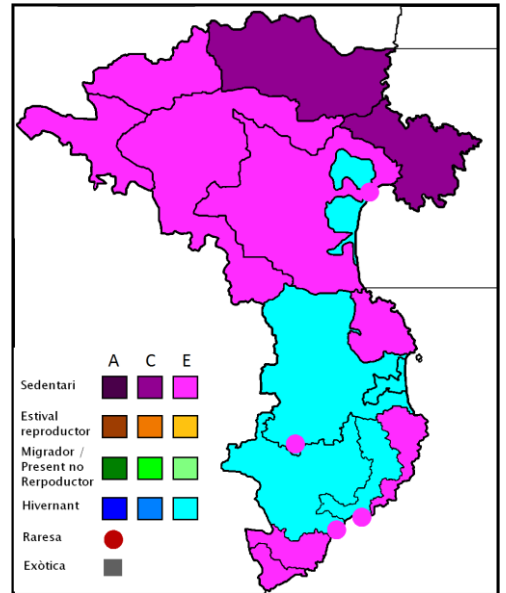 A C E
Sedentari
Estival
reproductor
Migrador /
Present no
Rerpoductor
Hivernant
Raresa
Exòtica